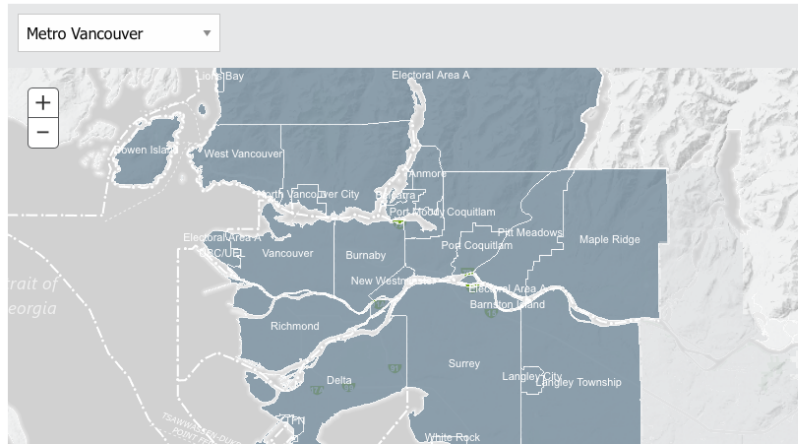 Metro Vancouver
Lions Bay
Electoral Area A
+
−
Bowen Island
West Vancouver
Anmore
North Vancouver City
Belcarra
Port Moody Coquitlam
Electoral Area A
UBC/UEL
Vancouver
Burnaby
Port Coquitlam
Pitt Meadows
Maple Ridge
New Westminster
Electoral Area A
Barnston Island
rait of
eorgia
Richmond
Surrey
Delta
Langley City
Langley Township
White Rock